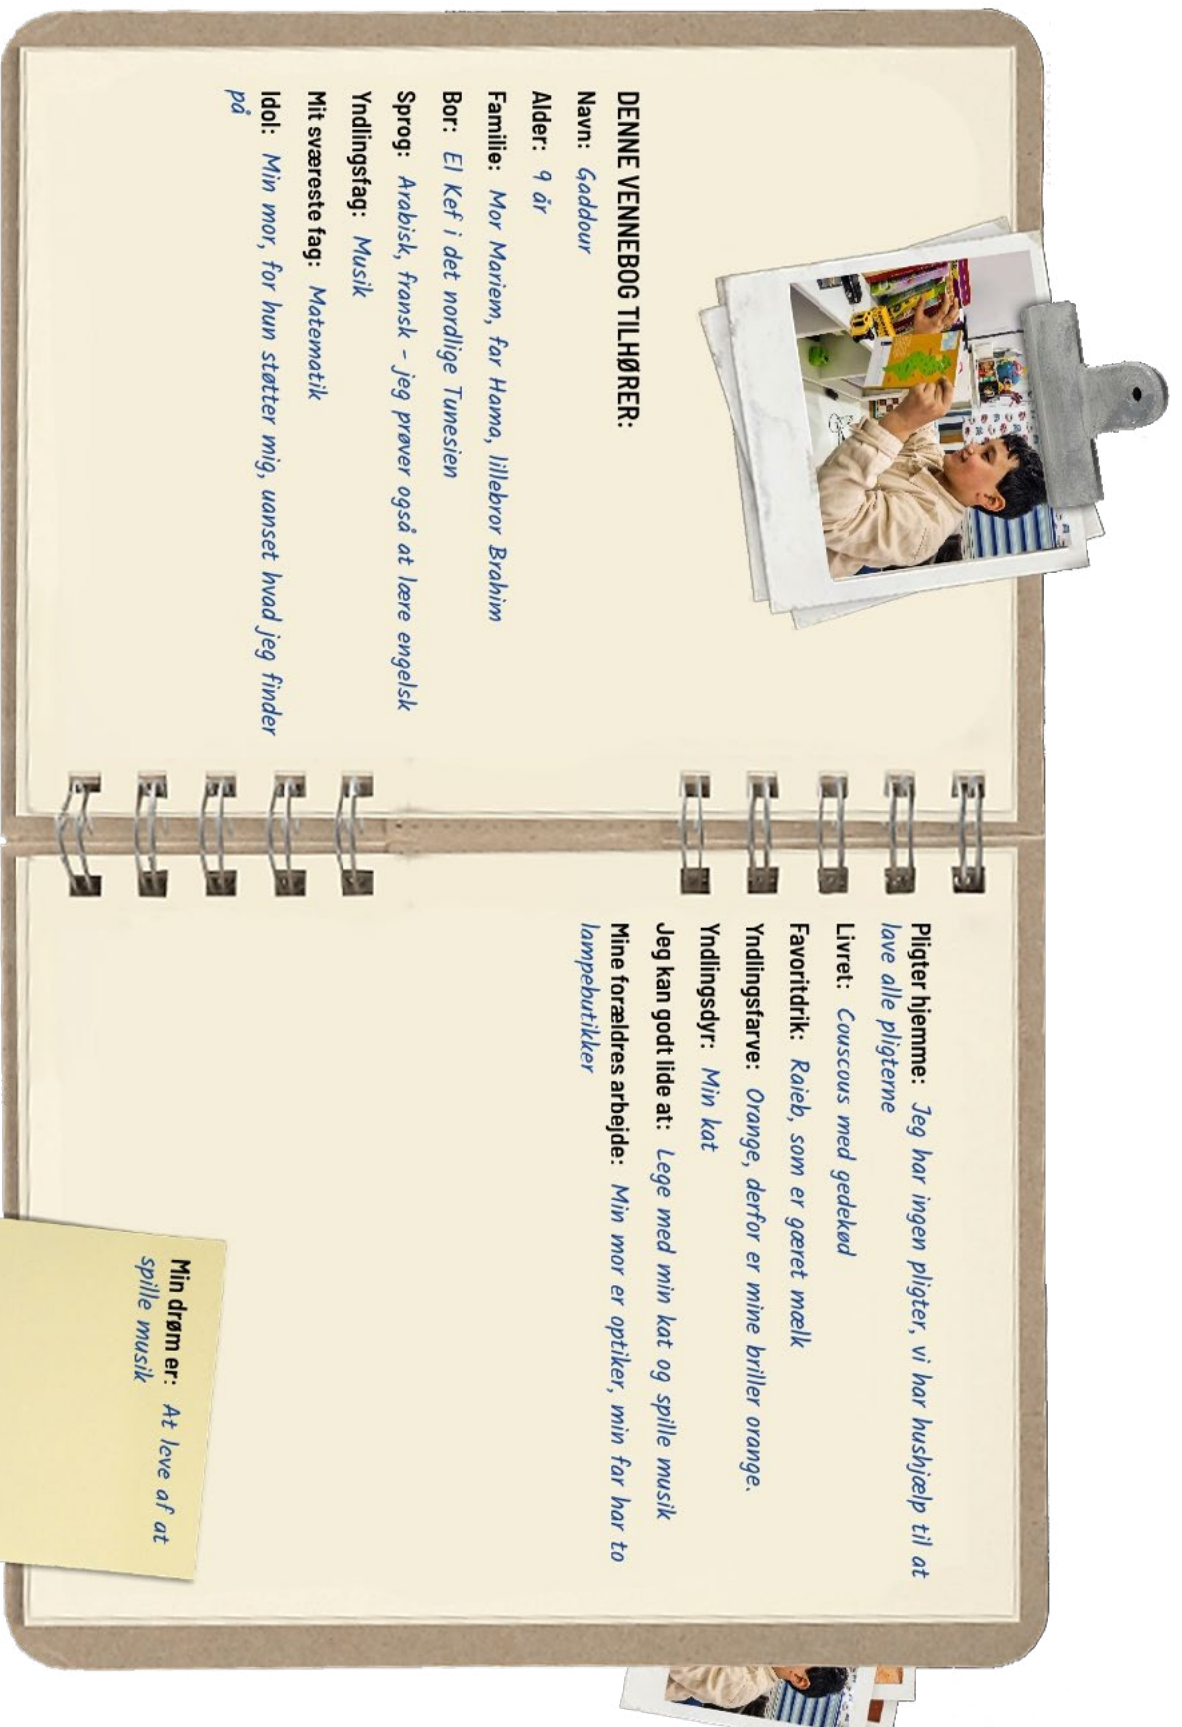 DENNE VENNEBOG TILHØRER:
Navn: Gaddour
Alder: 9 år
Familie: Mor Mariem, far Hama, lillebror Brahim
Bor: El Kef i det nordlige Tunesien
Sprog: Arabisk, fransk - jeg prøver også at lære engelsk
Yndlingsfag: Musik
Mit sværeste fag: Matematik
Idol: Min mor, for hun støtter mig, uanset hvad jeg finder
på
Pligter hjemme: Jeg har ingen pligter, vi har hushjælp til at
lave alle pligterne
Livret: Couscous med gedekød
Favoritdrik: Raieb, som er gæret mælk
Yndlingsfarve: Orange, derfor er mine briller orange.
Yndlingsdyr: Min kat
Jeg kan godt lide at: Lege med min kat og spille musik
Mine forældres arbejde: Min mor er optiker, min far har to
lampebutikker
Min drøm er: At leve af at
spille musik